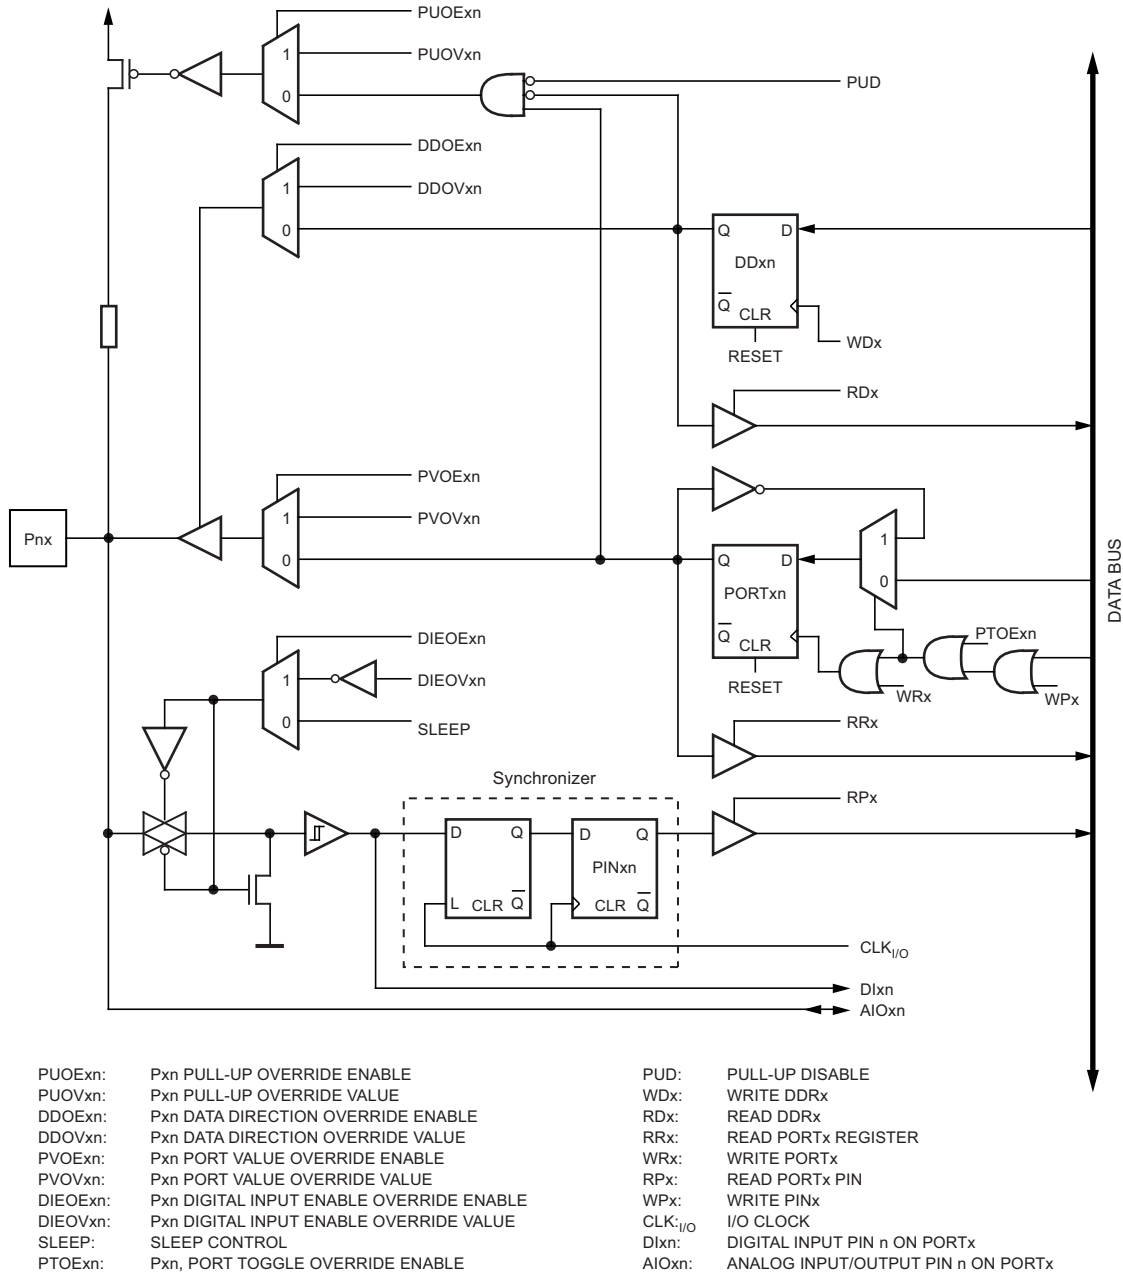 PUOExn
1
PUOVxn
0
PUD
DDOExn
1
DDOVxn
0
Q D
DDxn
Q
CLR
RESET
WDx
RDx
PVOExn
1
PVOVxn
0
Pnx
1
0
Q D
PORTxn
Q
CLR
RESET
PTOExn
WRx
WPx
DATA BUS
DIEOExn
1
DIEOVxn
0
SLEEP
RRx
Synchronizer
RPx
D Q
L CLR Q
D Q
PINxn
CLR Q
CLKI/O
DIxn
AIOxn
PUOExn: Pxn PULL-UP OVERRIDE ENABLE
PUOVxn: Pxn PULL-UP OVERRIDE VALUE
DDOExn: Pxn DATA DIRECTION OVERRIDE ENABLE
DDOVxn: Pxn DATA DIRECTION OVERRIDE VALUE
PVOExn: Pxn PORT VALUE OVERRIDE ENABLE
PVOVxn: Pxn PORT VALUE OVERRIDE VALUE
DIEOExn: Pxn DIGITAL INPUT ENABLE OVERRIDE ENABLE
DIEOVxn: Pxn DIGITAL INPUT ENABLE OVERRIDE VALUE
SLEEP: SLEEP CONTROL
PTOExn: Pxn, PORT TOGGLE OVERRIDE ENABLE
PUD: PULL-UP DISABLE
WDx: WRITE DDRx
RDx: READ DDRx
RRx: READ PORTx REGISTER
WRx: WRITE PORTx
RPx: READ PORTx PIN
WPx: WRITE PINx
CLK:I/O I/O CLOCK
DIxn: DIGITAL INPUT PIN n ON PORTx
AIOxn: ANALOG INPUT/OUTPUT PIN n ON PORTx